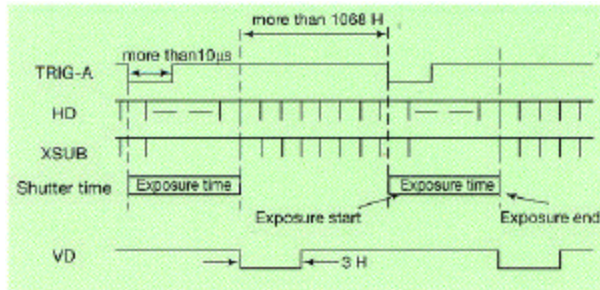 more than 1068 H
more than10µs
TRIG-A
HD
XSUB
Shutter time
Exposure time
Exposure time
Exposure start
Exposure end
VD
3 H